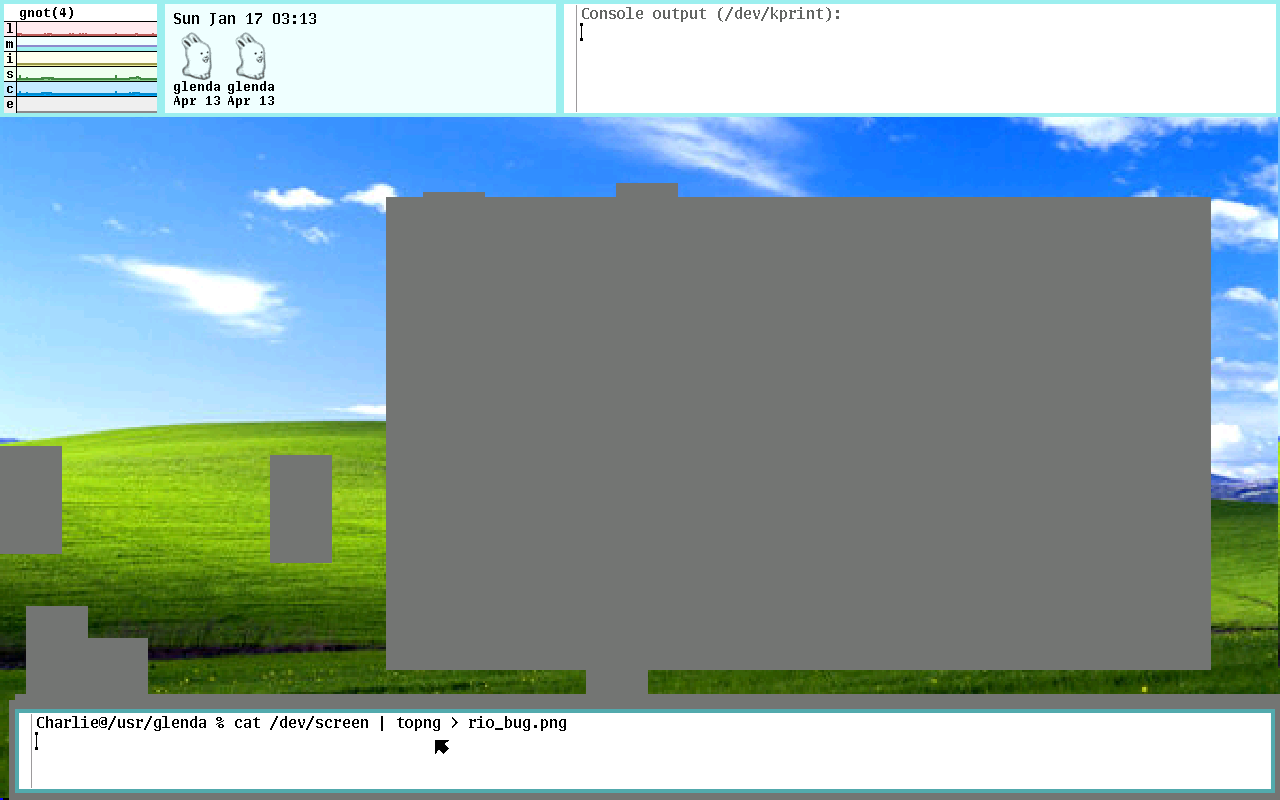 gnot(4)
l
m
i
s
c
e
Sun Jan 17 03:13
glenda glenda
Apr 13 Apr 13
Console output (/dev/kprint):
Charlie@/usr/glenda % cat /dev/screen | topng > rio_bug.png